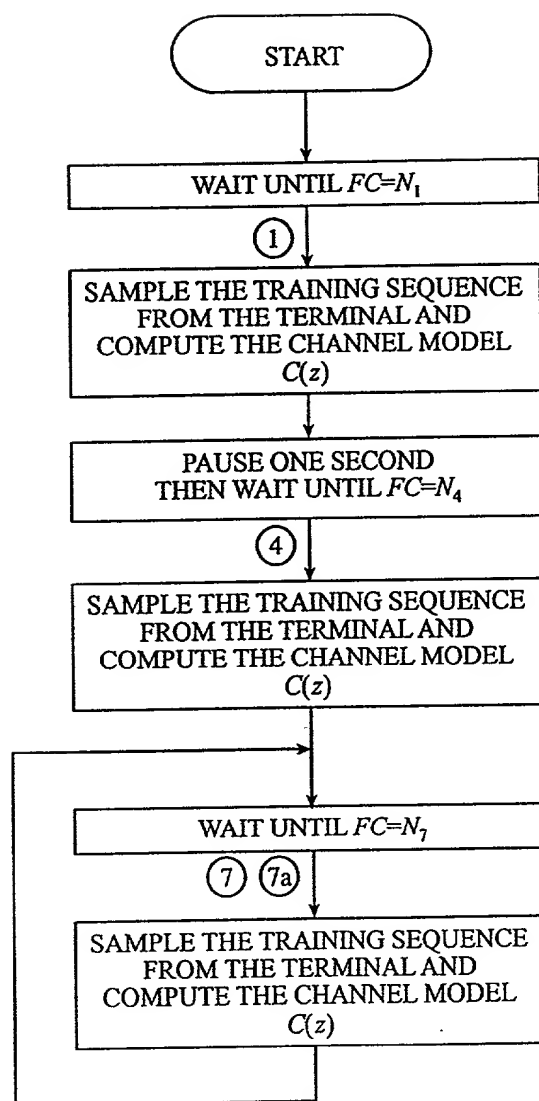 START
WAIT UNTIL FC=N₁
①
SAMPLE THE TRAINING SEQUENCE
FROM THE TERMINAL AND
COMPUTE THE CHANNEL MODEL
C(z)
PAUSE ONE SECOND
THEN WAIT UNTIL FC=N₄
④
SAMPLE THE TRAINING SEQUENCE
FROM THE TERMINAL AND
COMPUTE THE CHANNEL MODEL
C(z)
WAIT UNTIL FC=N₇
⑦ 7a
SAMPLE THE TRAINING SEQUENCE
FROM THE TERMINAL AND
COMPUTE THE CHANNEL MODEL
C(z)